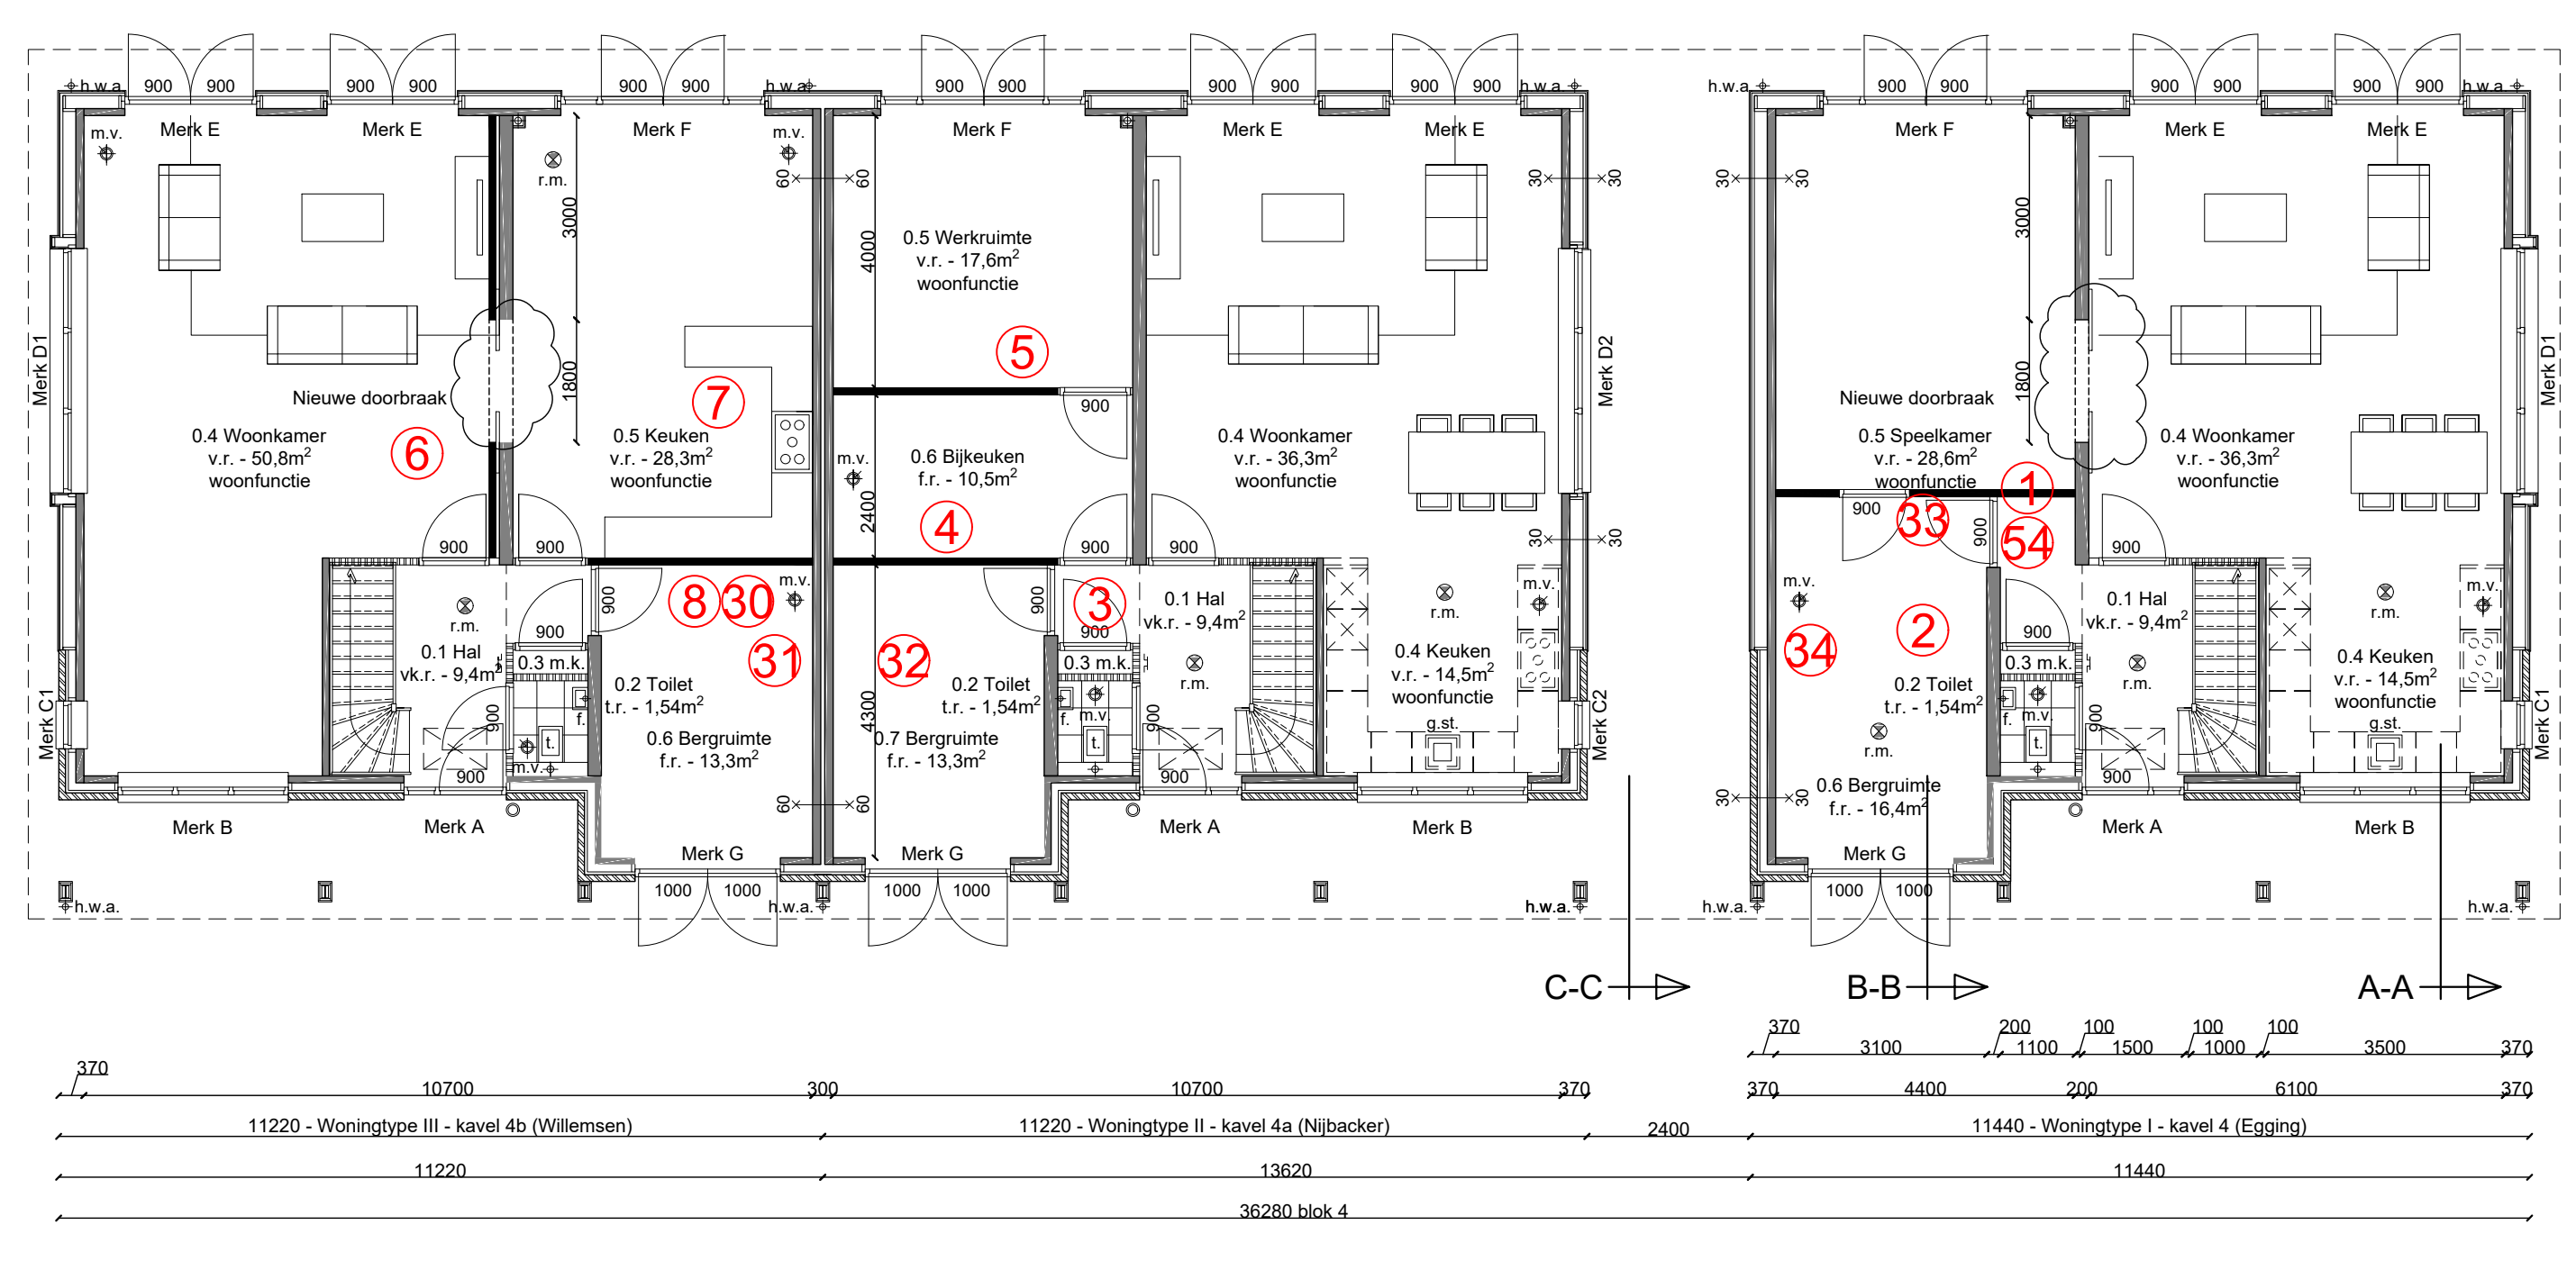 h.w.a.
900 900
900 900
900 900
h.w.a.
900 900
900 900
900 900
h.w.a.
h.w.a.
900 900
900 900
900 900
h.w.a.
m.v.
Merk E
Merk E
Merk F
m.v.
Merk F
Merk E
Merk E
Merk F
Merk E
Merk E
r.m.
60 60
30 30
30 30
3000
4000
3000
0.5 Werkruimte
v.r. - 17,6m²
woonfunctie
5
Merk D1
Merk D2
Merk D1
1800
1800
Nieuwe doorbraak
7
900
Nieuwe doorbraak
0.4 Woonkamer
v.r. - 50,8m²
woonfunctie
6
0.5 Keuken
v.r. - 28,3m²
woonfunctie
m.v.
0.6 Bijkeuken
f.r. - 10,5m²
4
2400
0.4 Woonkamer
v.r. - 36,3m²
woonfunctie
0.5 Speelkamer
v.r. - 28,6m²
woonfunctie
1
0.4 Woonkamer
v.r. - 36,3m²
woonfunctie
900
33
900
54
30 30
900
900
900
900
900
r.m.
900
900
8
30
m.v.
31
900
3
900
32
0.1 Hal
vk.r. - 9,4m²
r.m.
r.m.
m.v.
m.v.
34
2
900
0.1 Hal
vk.r. - 9,4m²
r.m.
r.m.
m.v.
0.1 Hal
vk.r. - 9,4m²
0.3 m.k.
0.3 m.k.
0.3 m.k.
0.4 Keuken
v.r. - 14,5m²
woonfunctie
g.st.
0.4 Keuken
v.r. - 14,5m²
woonfunctie
g.st.
Merk C1
900
f.
t.
m.v.
0.2 Toilet
t.r. - 1,54m²
0.6 Bergruimte
f.r. - 13,3m²
4300
0.2 Toilet
t.r. - 1,54m²
0.7 Bergruimte
f.r. - 13,3m²
f.
m.v.
t.
900
Merk C2
0.2 Toilet
t.r. - 1,54m²
r.m.
0.6 Bergruimte
f.r. - 16,4m²
f.
m.v.
t.
900
Merk C1
900
900
900
60 60
30 30
Merk B
Merk A
Merk G
Merk G
Merk A
Merk B
Merk G
Merk A
Merk B
1000 1000
1000 1000
1000 1000
h.w.a.
h.w.a.
h.w.a.
h.w.a.
h.w.a.
C-C
B-B
A-A
370 200 100 100 100
3100 1100 1500 1000 3500 370
370
10700 300 10700 370
370 4400 200 6100 370
11220 - Woningtype III - kavel 4b (Willemsen)
11220 - Woningtype II - kavel 4a (Nijbacker)
2400
11440 - Woningtype I - kavel 4 (Egging)
11220
13620
11440
36280 blok 4